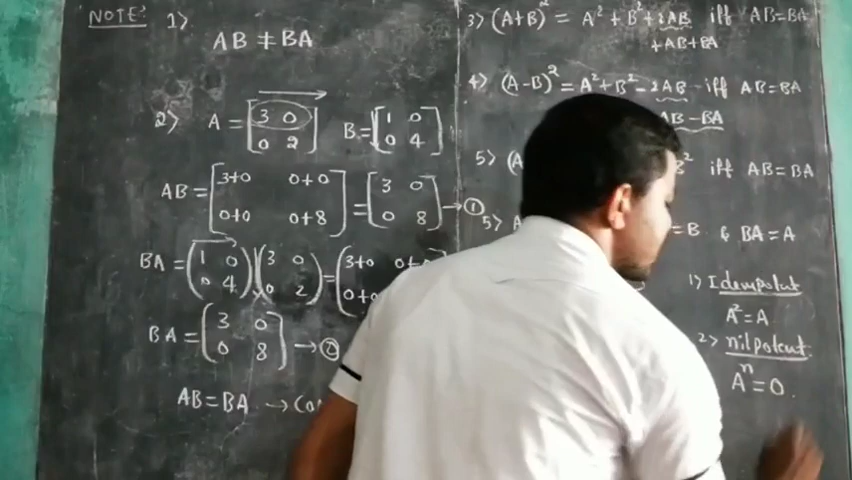 NOTE: 1>
AB ≠ BA
2> A = [3 0
0 2] B = [1 0
0 4]
AB = [3+0 0+0
0+0 0+8] = [3 0
0 8] → ①
BA = (1 0
0 4) (3 0
0 2) = (3+0
0+0
BA = [3 0
0 8] → ②
AB = BA →
3> (A+B)² = A² + B² + 2AB iff AB = BA
+AB+BA
4> (A-B)² = A² + B² - 2AB iff AB = BA
AB - BA
5> (A B² iff AB = BA
5> A = B & BA = A
1> Idempotent
A² = A
2> nilpotent.
Aⁿ = 0.